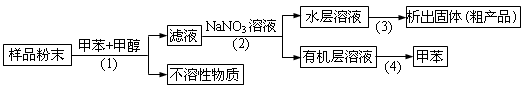 样品粉末
甲苯+甲醇
(1)
滤液
不溶性物质
NaNO₃溶液
(2)
水层溶液
(3)
析出固体(粗产品)
有机层溶液
(4)
甲苯